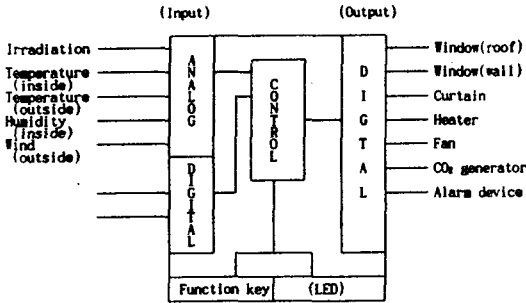 (Input)
(Output)
Irradiation
Temperature
(inside)
Temperature
(outside)
Humidity
(inside)
Wind
(outside)
ANALOG
DIGITAL
CONTROL
DIGTAL
Window(roof)
Window(wall)
Curtain
Heater
Fan
CO₂ generator
Alarm device
Function key
(LED)